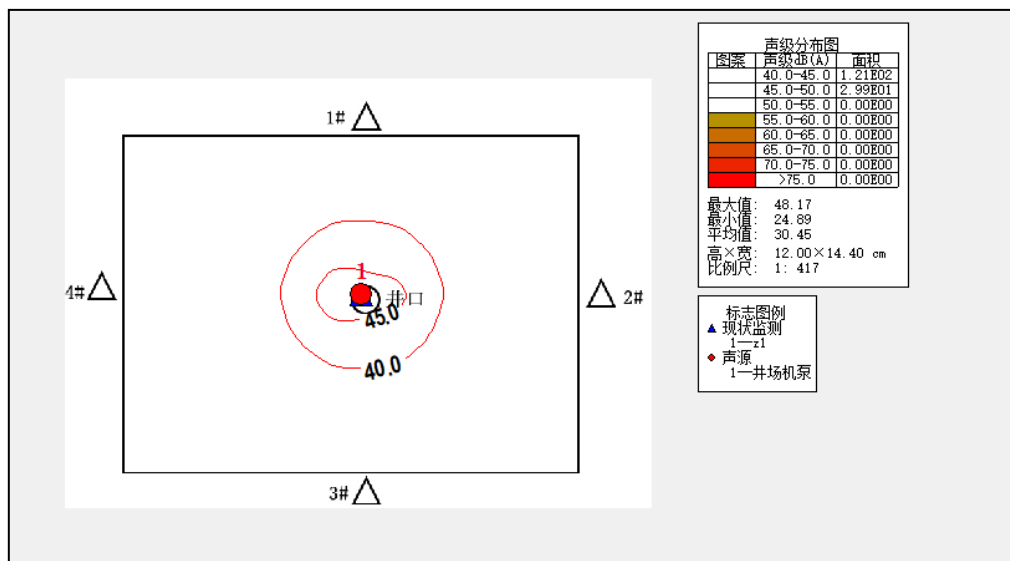 声级分布图
图案 声级dB(A) 面积
40.0-45.0 1.21E02
45.0-50.0 2.99E01
50.0-55.0 0.00E00
55.0-60.0 0.00E00
60.0-65.0 0.00E00
65.0-70.0 0.00E00
70.0-75.0 0.00E00
>75.0 0.00E00
最大值: 48.17
最小值: 24.89
平均值: 30.45
高×宽: 12.00×14.40 cm
比例尺: 1: 417
标志图例
现状监测
1—z1
声源
1—井场机泵
1#
1
4#
井口
2#
45.0
40.0
3#